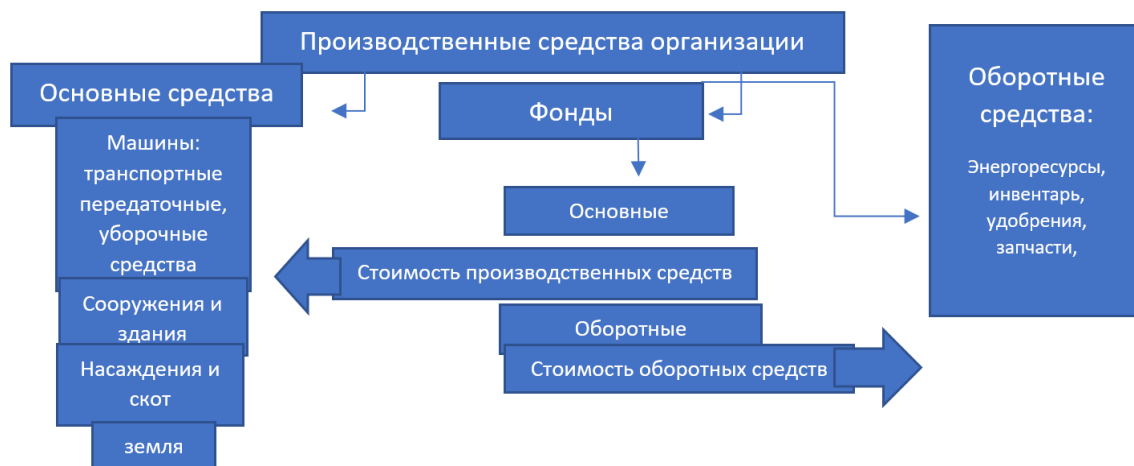 Производственные средства организации
Основные средства
Машины:
транспортные
передаточные,
уборочные
средства
Сооружения и
здания
Насаждения и
скот
земля
Фонды
Основные
Стоимость производственных средств
Оборотные
Стоимость оборотных средств
Оборотные
средства:
Энергоресурсы,
инвентарь,
удобрения,
запчасти,